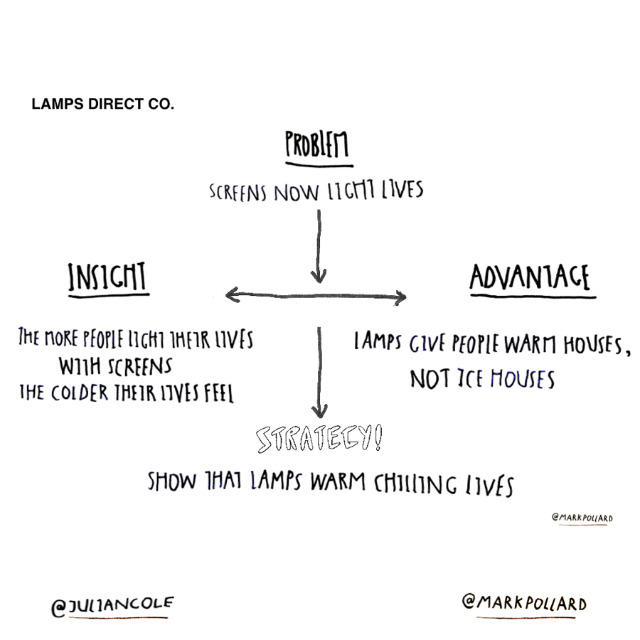 LAMPS DIRECT CO.
PROBLEM
SCREENS NOW LIGHT LIVES
INSIGHT
ADVANTAGE
THE MORE PEOPLE LIGHT THEIR LIVES
WITH SCREENS
THE COLDER THEIR LIVES FEEL
LAMPS GIVE PEOPLE WARM HOUSES,
NOT ICE HOUSES
STRATEGY!
SHOW THAT LAMPS WARM CHILLING LIVES
@MARKPOLLARD
@JULIANCOLE
@MARKPOLLARD